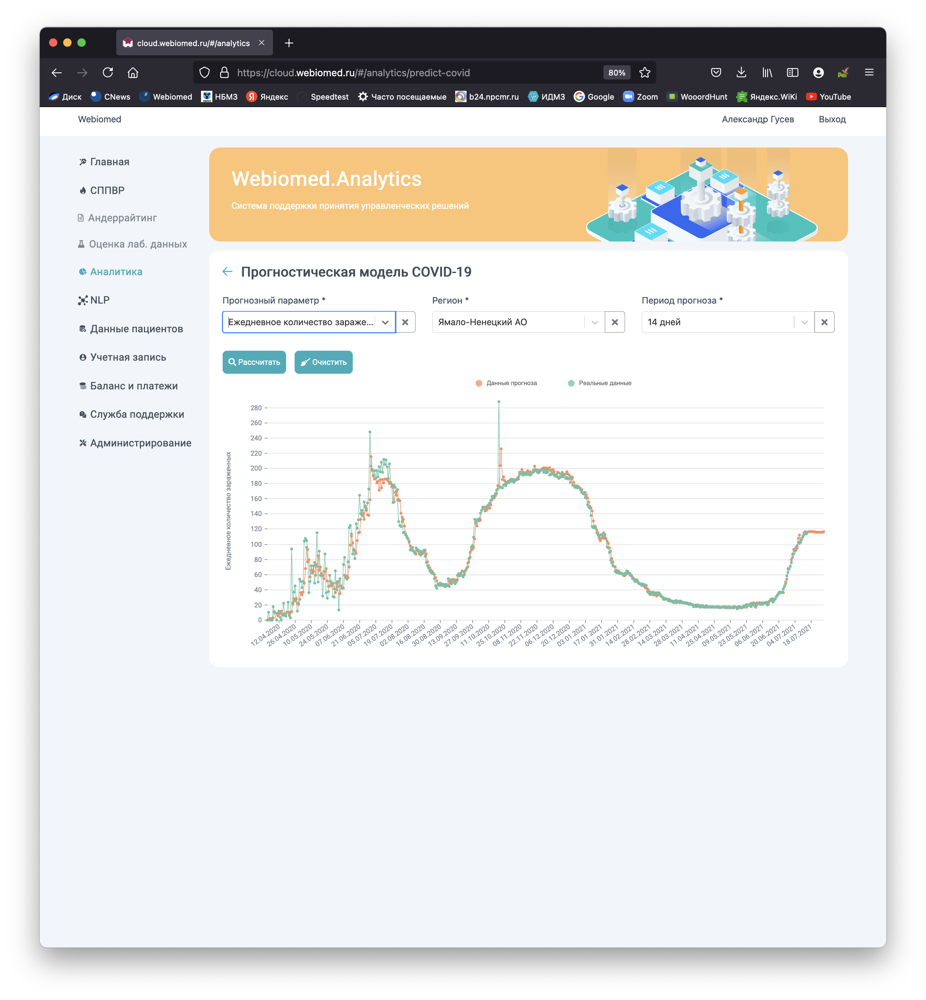 cloud.webiomed.ru/#/analytics
https://cloud.webiomed.ru/#/analytics/predict-covid
80%
Диск CNews Webiomed НБМЗ Яндекс Speedtest Часто посещаемые b24.npcmr.ru ИДМЗ Google Zoom WooordHunt Яндекс.WiKi YouTube
Webiomed
Александр Гусев Выход
Главная
СППВР
Андеррайтинг
Оценка лаб. данных
Аналитика
NLP
Данные пациентов
Учетная запись
Баланс и платежи
Служба поддержки
Администрирование
Webiomed.Analytics
Система поддержки принятия управленческих решений
Прогностическая модель COVID-19
Прогнозный параметр * Регион * Период прогноза *
Ежедневное количество зараже... Ямало-Ненецкий АО 14 дней
Рассчитать Очистить
Данные прогноза Реальные данные
Ежедневное количество зараженных
280
260
240
220
200
180
160
140
120
100
80
60
40
20
0
12.04.2020 26.04.2020 10.05.2020 24.05.2020 07.06.2020 21.06.2020 05.07.2020 19.07.2020 02.08.2020 16.08.2020 30.08.2020 13.09.2020 27.09.2020 11.10.2020 25.10.2020 08.11.2020 22.11.2020 06.12.2020 20.12.2020 03.01.2021 17.01.2021 31.01.2021 14.02.2021 28.02.2021 14.03.2021 28.03.2021 11.04.2021 25.04.2021 09.05.2021 23.05.2021 06.06.2021 20.06.2021 04.07.2021 18.07.2021